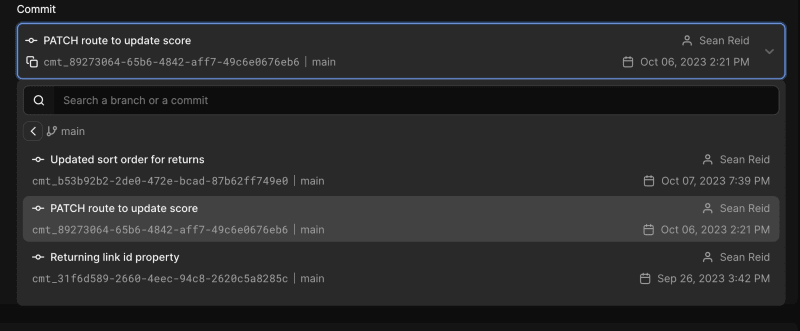 Commit
PATCH route to update score Sean Reid
cmt_89273064-65b6-4842-aff7-49c6e0676eb6 | main Oct 06, 2023 2:21 PM
Search a branch or a commit
main
Updated sort order for returns Sean Reid
cmt_b53b92b2-2de0-472e-bcad-87b62ff749e0 | main Oct 07, 2023 7:39 PM
PATCH route to update score Sean Reid
cmt_89273064-65b6-4842-aff7-49c6e0676eb6 | main Oct 06, 2023 2:21 PM
Returning link id property Sean Reid
cmt_31f6d589-2660-4eec-94c8-2620c5a8285c | main Sep 26, 2023 3:42 PM